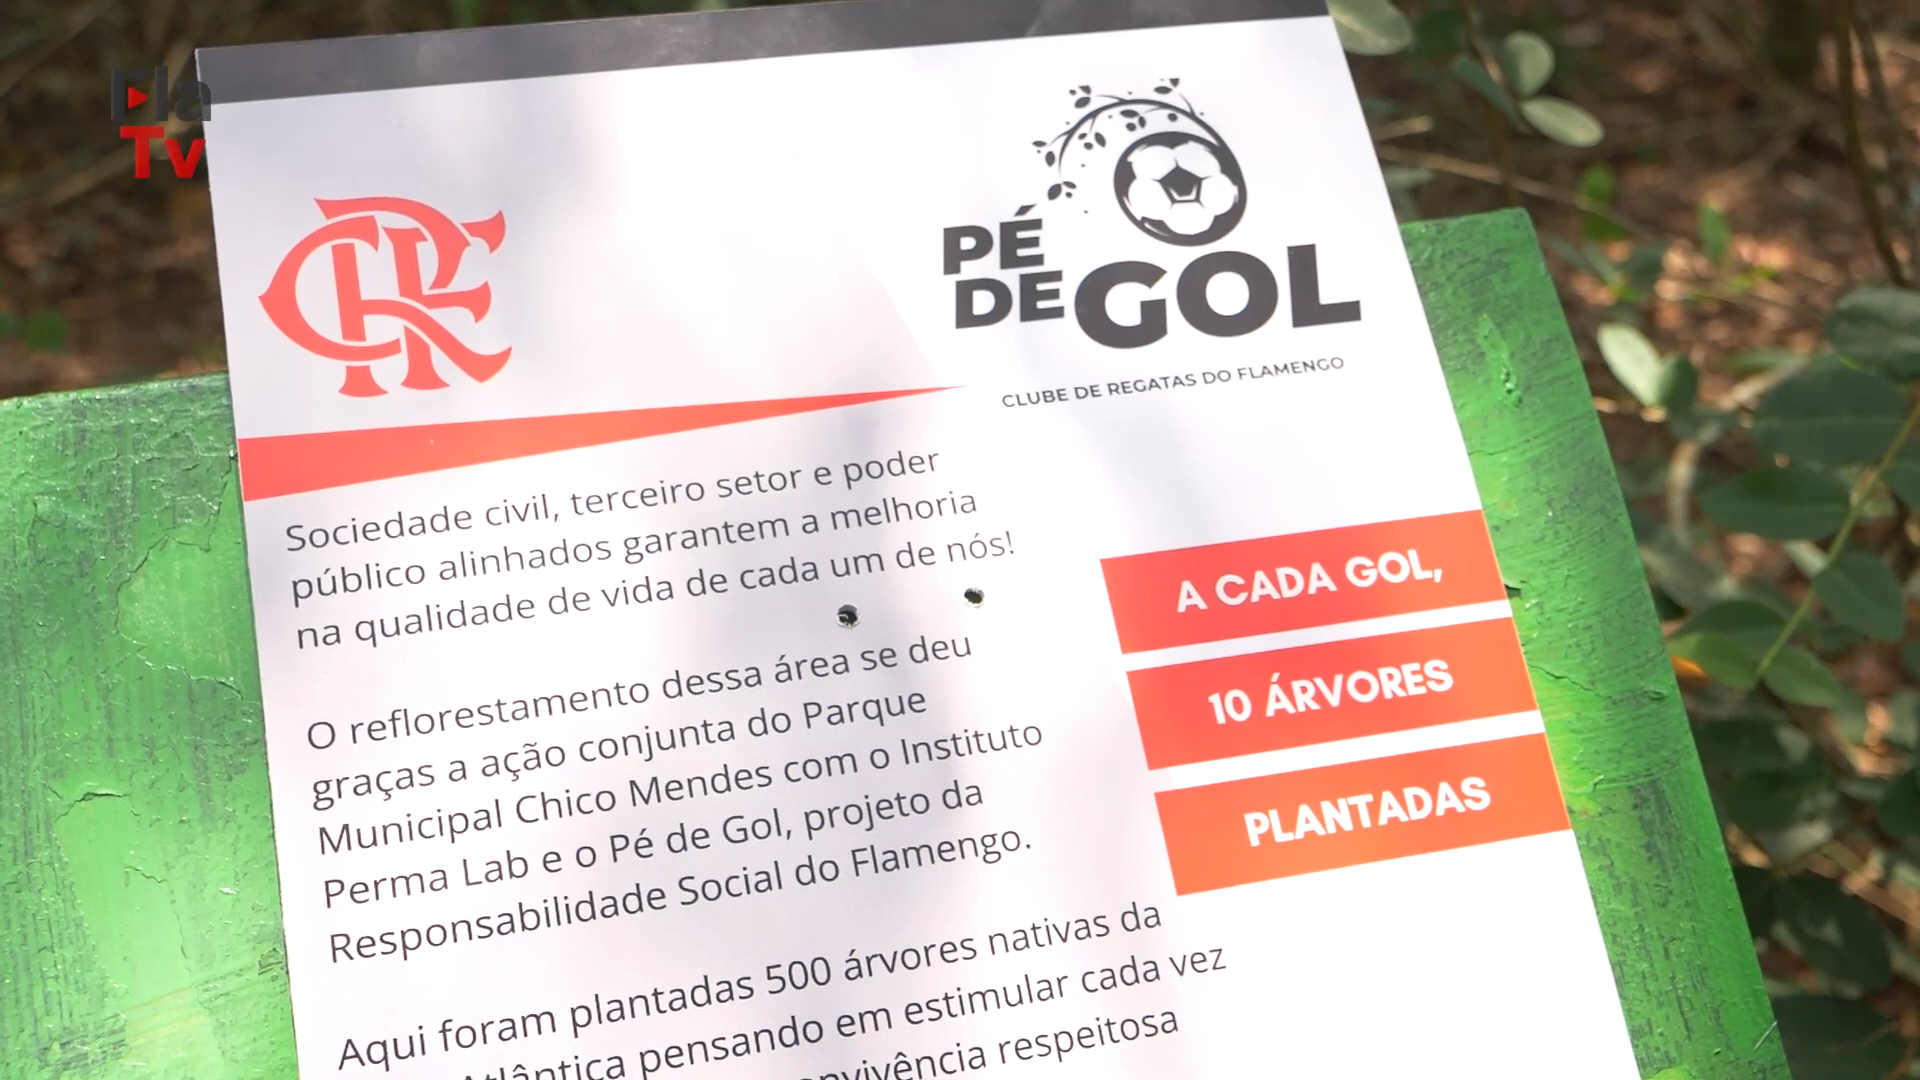 Fla
Tv
CRF
PÉ
DE GOL
CLUBE DE REGATAS DO FLAMENGO
Sociedade civil, terceiro setor e poder
público alinhados garantem a melhoria
na qualidade de vida de cada um de nós!
A CADA GOL,
10 ÁRVORES
PLANTADAS
O reflorestamento dessa área se deu
graças a ação conjunta do Parque
Municipal Chico Mendes com o Instituto
Perma Lab e o Pé de Gol, projeto da
Responsabilidade Social do Flamengo.
Aqui foram plantadas 500 árvores nativas da
Atlântica pensando em estimular cada vez
respeitosa